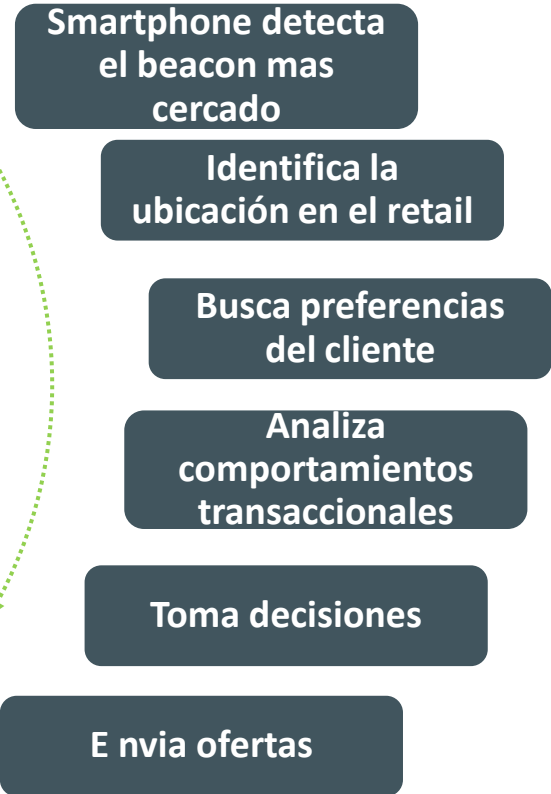 Smartphone detecta
el beacon mas
cercado
Identifica la
ubicación en el retail
Busca preferencias
del cliente
Analiza
comportamientos
transaccionales
Toma decisiones
E nvia ofertas